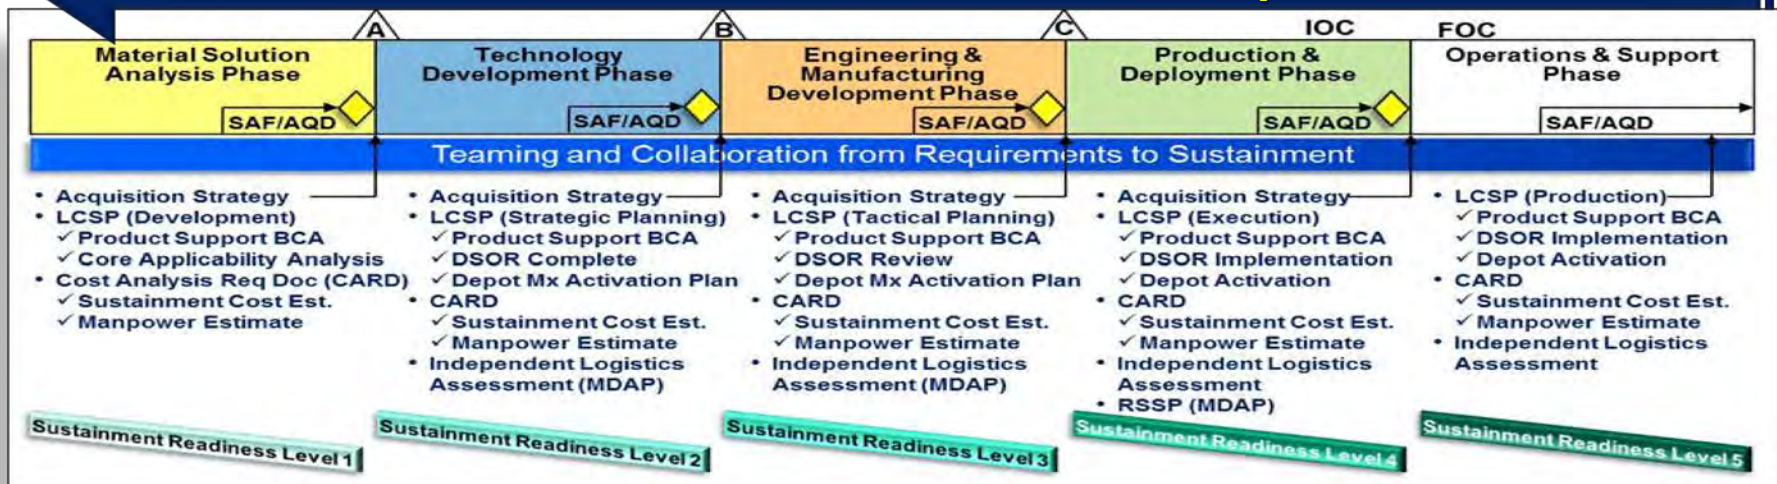 A
B
C
IOC
FOC
Material Solution
Analysis Phase
SAF/AQD
Technology
Development Phase
SAF/AQD
Engineering &
Manufacturing
Development Phase
SAF/AQD
Production &
Deployment Phase
SAF/AQD
Operations & Support
Phase
SAF/AQD
Teaming and Collaboration from Requirements to Sustainment
• Acquisition Strategy
• LCSP (Development)
✓ Product Support BCA
✓ Core Applicability Analysis
• Cost Analysis Req Doc (CARD)
✓ Sustainment Cost Est.
✓ Manpower Estimate
• Acquisition Strategy
• LCSP (Strategic Planning)
✓ Product Support BCA
✓ DSOR Complete
✓ Depot Mx Activation Plan
• CARD
✓ Sustainment Cost Est.
✓ Manpower Estimate
• Independent Logistics
Assessment (MDAP)
• Acquisition Strategy
• LCSP (Tactical Planning)
✓ Product Support BCA
✓ DSOR Review
✓ Depot Mx Activation Plan
• CARD
✓ Sustainment Cost Est.
✓ Manpower Estimate
• Independent Logistics
Assessment (MDAP)
• Acquisition Strategy
• LCSP (Execution)
✓ Product Support BCA
✓ DSOR Implementation
✓ Depot Activation
• CARD
✓ Sustainment Cost Est.
✓ Manpower Estimate
• Independent Logistics
Assessment
• RSSP (MDAP)
• LCSP (Production)
✓ Product Support BCA
✓ DSOR Implementation
✓ Depot Activation
• CARD
✓ Sustainment Cost Est.
✓ Manpower Estimate
• Independent Logistics
Assessment
Sustainment Readiness Level 1
Sustainment Readiness Level 2
Sustainment Readiness Level 3
Sustainment Readiness Level 4
Sustainment Readiness Level 5